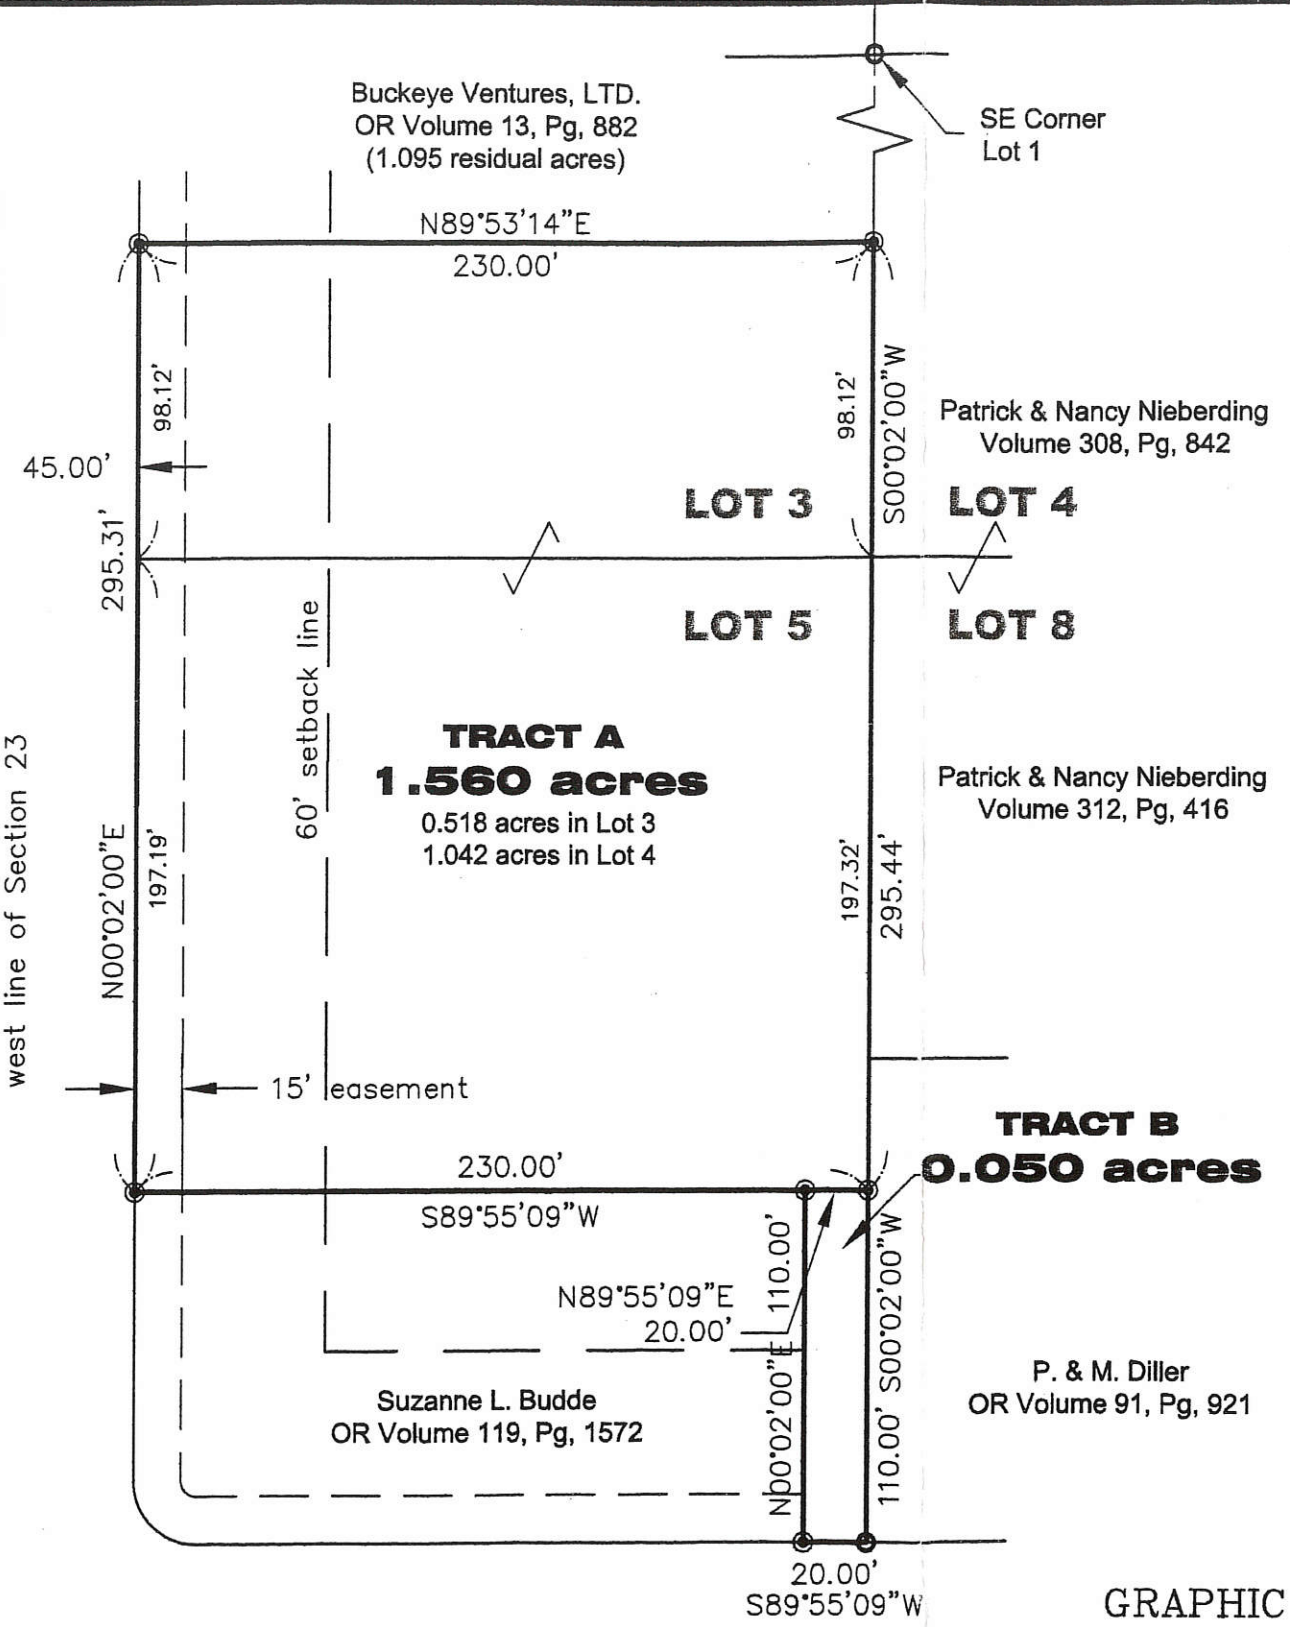 Buckeye Ventures, LTD.
OR Volume 13, Pg, 882
(1.095 residual acres)
SE Corner
Lot 1
N89°53'14"E
230.00'
98.12'
98.12'
S00°02'00"W
Patrick & Nancy Nieberding
Volume 308, Pg, 842
45.00'
295.31'
LOT 3
LOT 4
LOT 5
LOT 8
60' setback line
west line of Section 23
TRACT A
1.560 acres
0.518 acres in Lot 3
1.042 acres in Lot 4
Patrick & Nancy Nieberding
Volume 312, Pg, 416
N00°02'00"E
197.19'
197.32'
295.44'
15' easement
TRACT B
0.050 acres
230.00'
S89°55'09"W
N89°55'09"E
20.00'
N00°02'00"E 110.00'
110.00' S00°02'00"W
Suzanne L. Budde
OR Volume 119, Pg, 1572
P. & M. Diller
OR Volume 91, Pg, 921
20.00'
S89°55'09"W
GRAPHIC